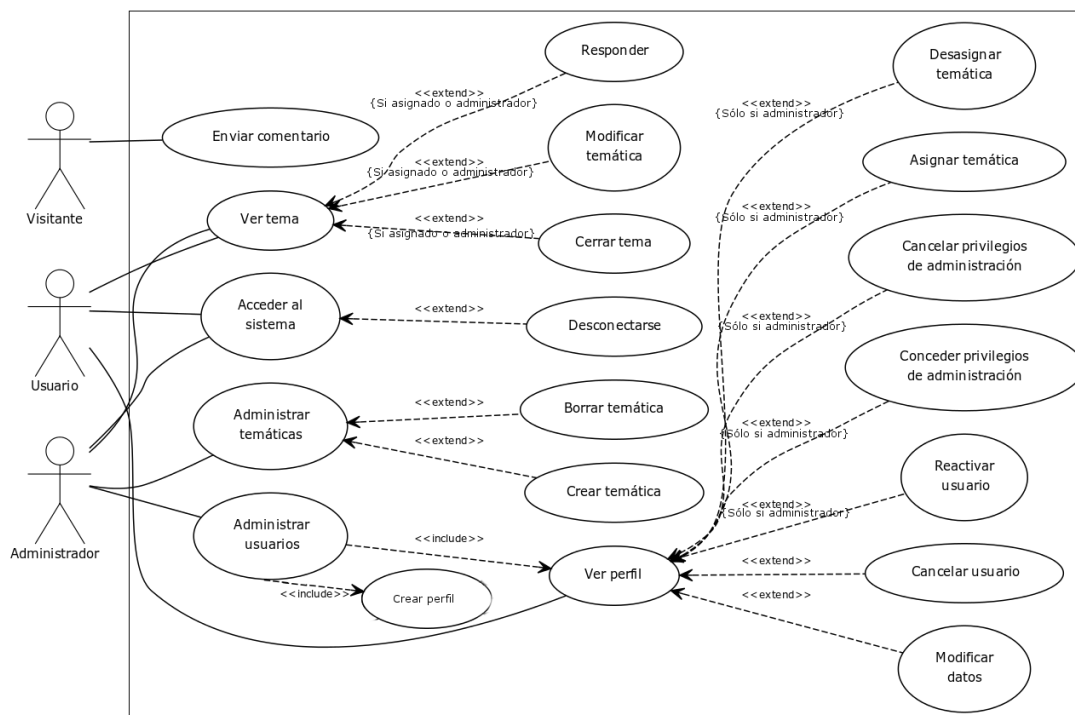 Responder
Desasignar
temática
<<extend>>
{Si asignado o administrador}
<<extend>>
{Sólo si administrador}
Enviar comentario
Modificar
temática
<<extend>>
{Si asignado o administrador}
Asignar temática
Visitante
Ver tema
<<extend>>
{Si asignado o administrador}
<<extend>>
{Sólo si administrador}
Cerrar tema
Cancelar privilegios
de administración
Acceder al
sistema
<<extend>>
Desconectarse
<<extend>>
{Sólo si administrador}
Usuario
Conceder privilegios
de administración
Administrar
temáticas
<<extend>>
Borrar temática
<<extend>>
{Sólo si administrador}
<<extend>>
Crear temática
Reactivar
usuario
<<extend>>
{Sólo si administrador}
Administrador
Administrar
usuarios
<<include>>
Ver perfil
<<extend>>
Cancelar usuario
<<include>>
Crear perfil
<<extend>>
Modificar
datos